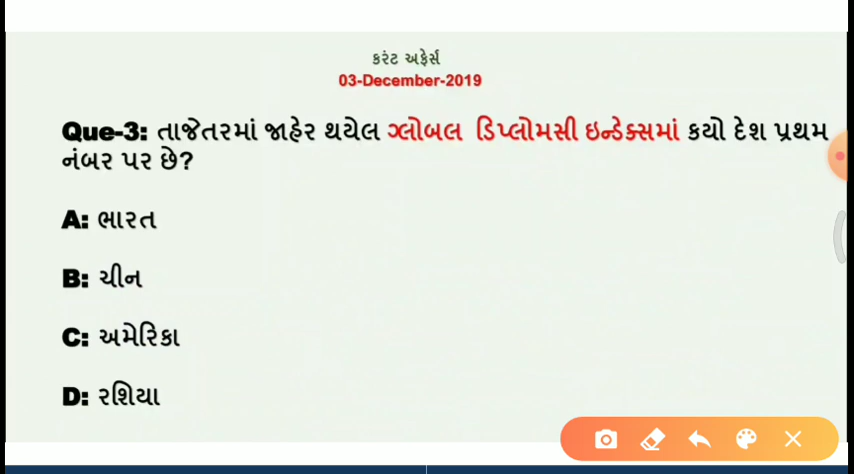 કરંટ અફેર્સ
03-December-2019
Que-3: તાજેતરમાં જાહેર થયેલ ગ્લોબલ ડિપ્લોમસી ઇન્ડેક્સમાં કયો દેશ પ્રથમ
નંબર પર છે?
A: ભારત
B: ચીન
C: અમેરિકા
D: રશિયા